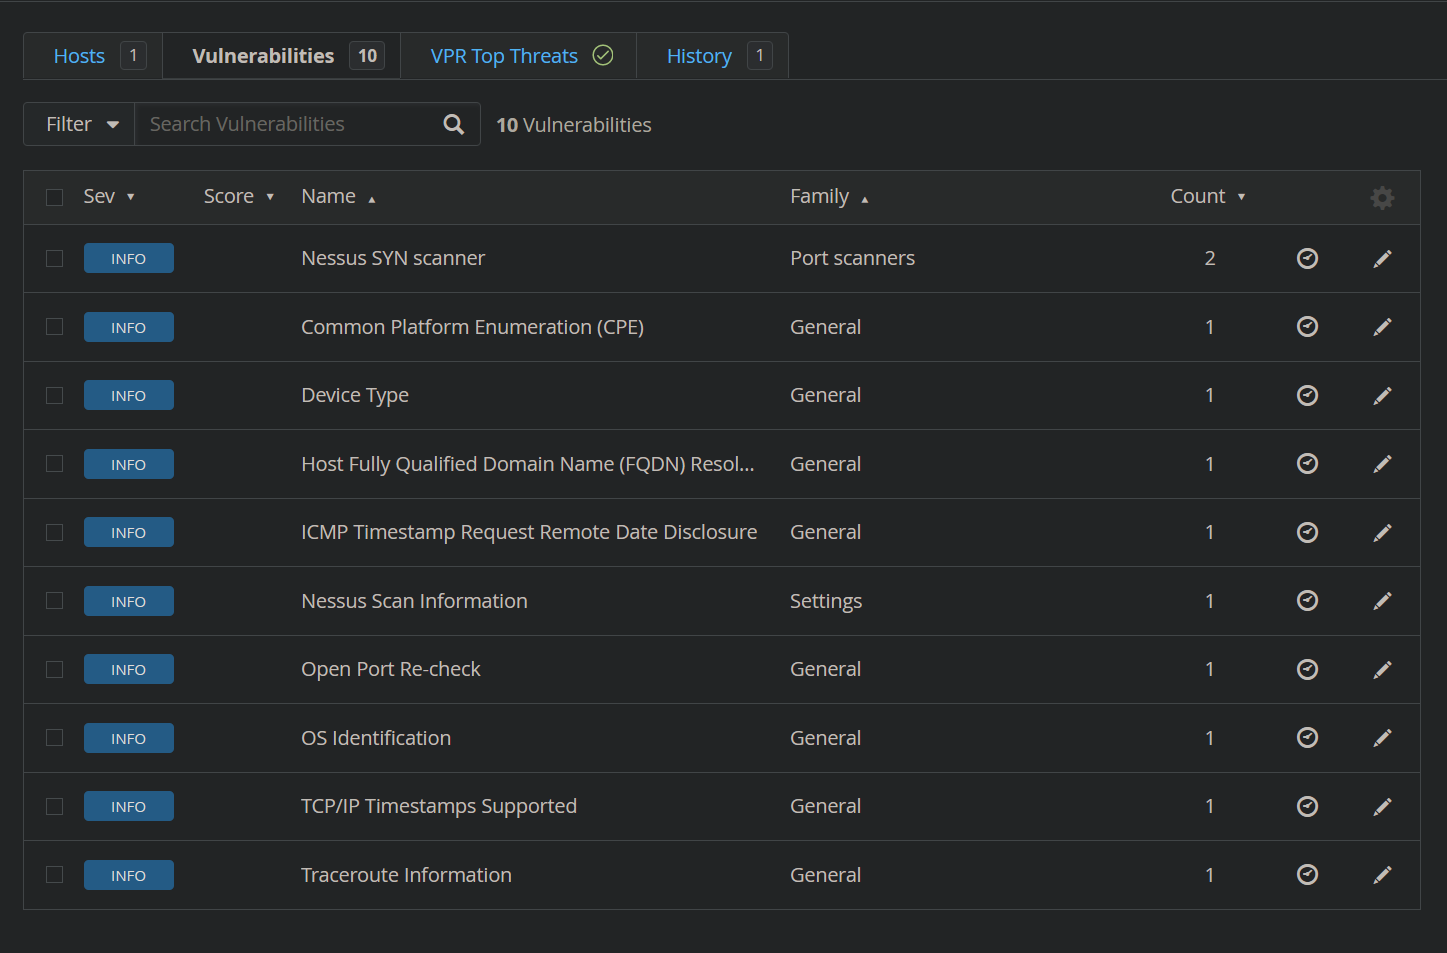 Hosts 1 Vulnerabilities 10 VPR Top Threats History 1
Filter Search Vulnerabilities 10 Vulnerabilities
Sev Score Name Family Count
INFO Nessus SYN scanner Port scanners 2
INFO Common Platform Enumeration (CPE) General 1
INFO Device Type General 1
INFO Host Fully Qualified Domain Name (FQDN) Resol... General 1
INFO ICMP Timestamp Request Remote Date Disclosure General 1
INFO Nessus Scan Information Settings 1
INFO Open Port Re-check General 1
INFO OS Identification General 1
INFO TCP/IP Timestamps Supported General 1
INFO Traceroute Information General 1